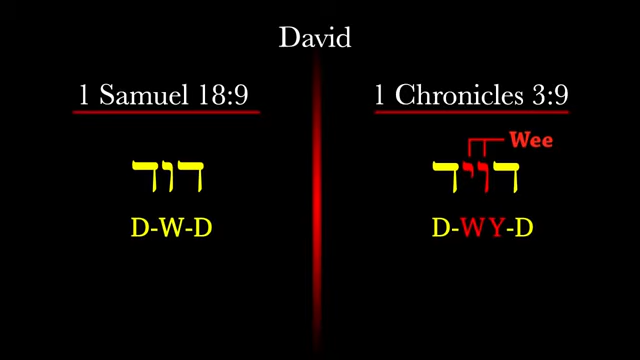 David
1 Samuel 18:9
דוד
D-W-D
1 Chronicles 3:9
Wee
דויד
D-WY-D